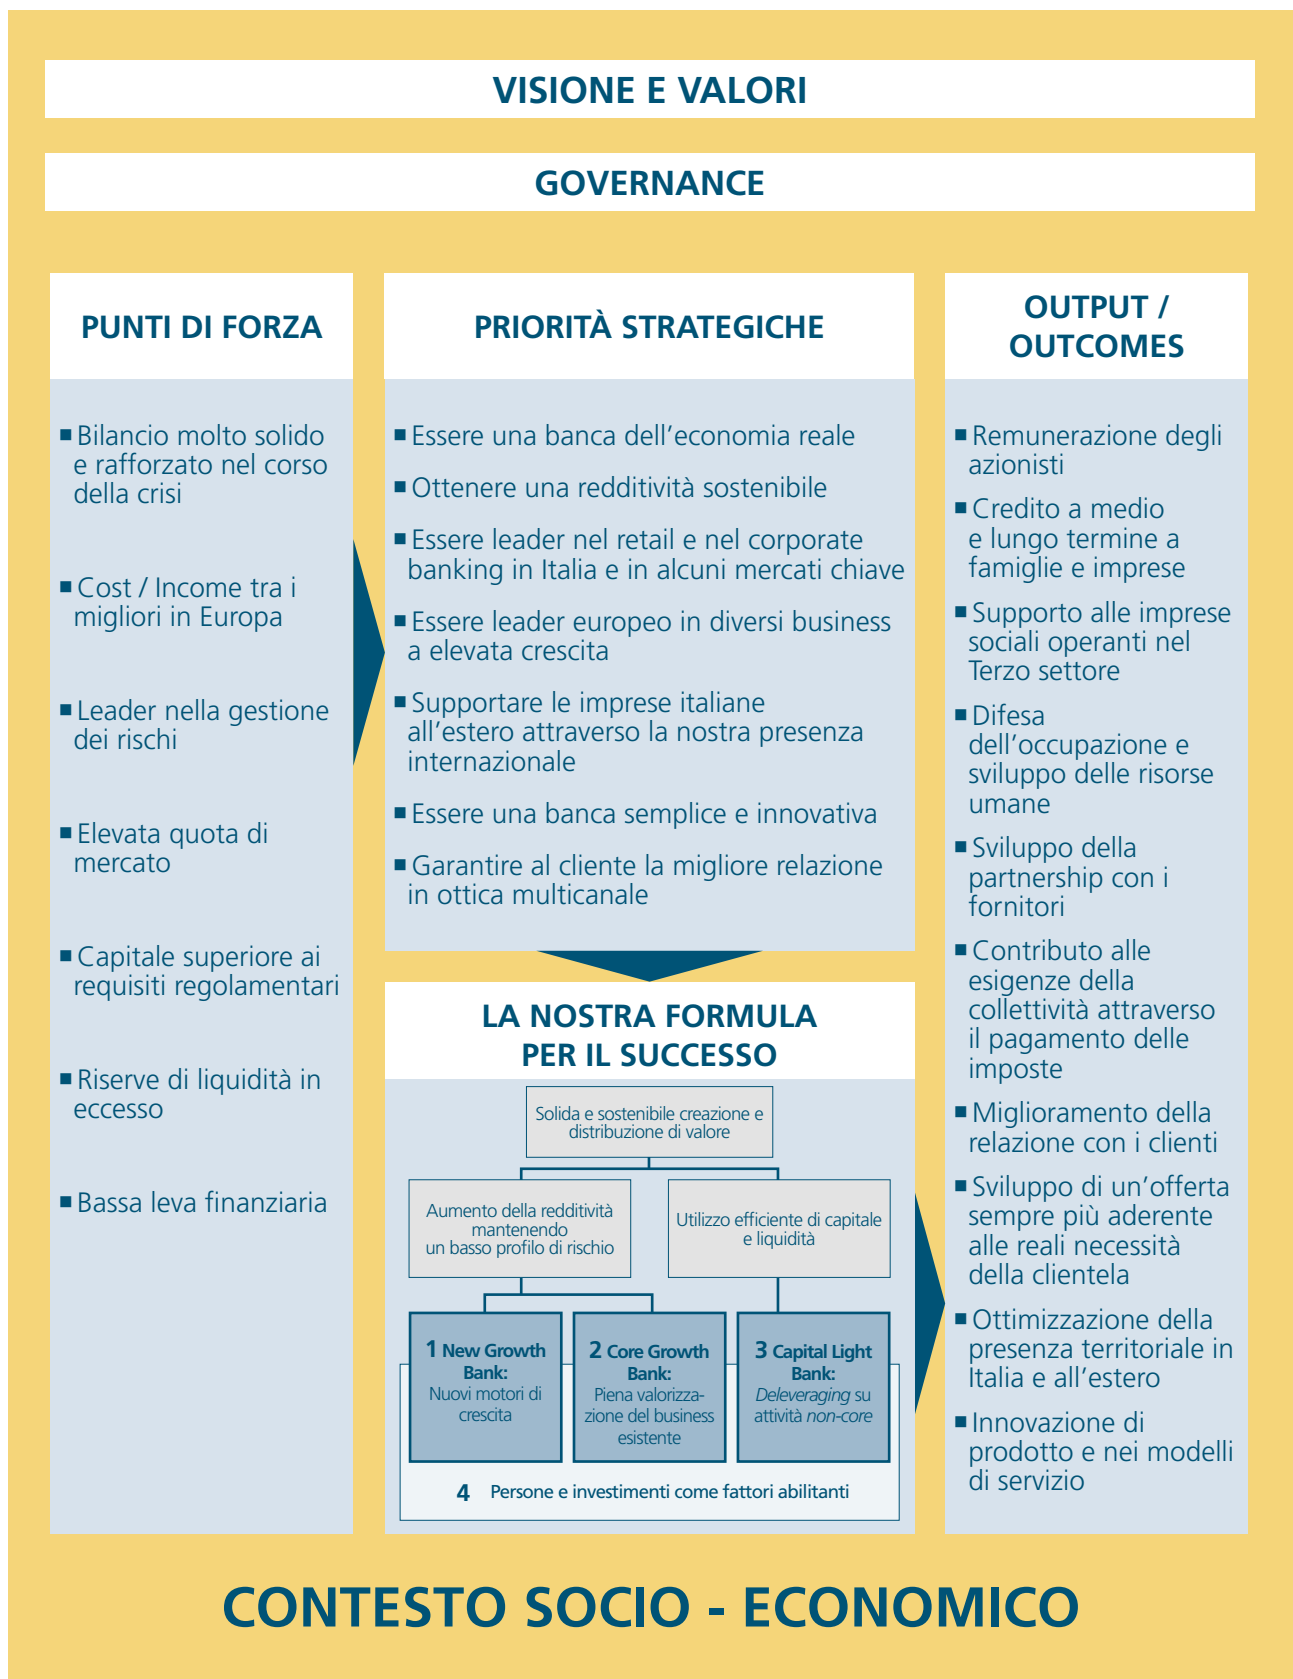 VISIONE E VALORI
GOVERNANCE
PUNTI DI FORZA
▪ Bilancio molto solido
e rafforzato nel corso
della crisi
▪ Cost / Income tra i
migliori in Europa
▪ Leader nella gestione
dei rischi
▪ Elevata quota di
mercato
▪ Capitale superiore ai
requisiti regolamentari
▪ Riserve di liquidità in
eccesso
▪ Bassa leva finanziaria
PRIORITÀ STRATEGICHE
▪ Essere una banca dell'economia reale
▪ Ottenere una redditività sostenibile
▪ Essere leader nel retail e nel corporate
banking in Italia e in alcuni mercati chiave
▪ Essere leader europeo in diversi business
a elevata crescita
▪ Supportare le imprese italiane
all'estero attraverso la nostra presenza
internazionale
▪ Essere una banca semplice e innovativa
▪ Garantire al cliente la migliore relazione
in ottica multicanale
LA NOSTRA FORMULA
PER IL SUCCESSO
Solida e sostenibile creazione e
distribuzione di valore
Aumento della redditività
mantenendo
un basso profilo di rischio
Utilizzo efficiente di capitale
e liquidità
1 New Growth
Bank:
Nuovi motori di
crescita
2 Core Growth
Bank:
Piena valorizza-
zione del business
esistente
3 Capital Light
Bank:
Deleveraging su
attività non-core
4 Persone e investimenti come fattori abilitanti
OUTPUT /
OUTCOMES
▪ Remunerazione degli
azionisti
▪ Credito a medio
e lungo termine a
famiglie e imprese
▪ Supporto alle imprese
sociali operanti nel
Terzo settore
▪ Difesa
dell'occupazione e
sviluppo delle risorse
umane
▪ Sviluppo della
partnership con i
fornitori
▪ Contributo alle
esigenze della
collettività attraverso
il pagamento delle
imposte
▪ Miglioramento della
relazione con i clienti
▪ Sviluppo di un'offerta
sempre più aderente
alle reali necessità
della clientela
▪ Ottimizzazione della
presenza territoriale in
Italia e all'estero
▪ Innovazione di
prodotto e nei modelli
di servizio
CONTESTO SOCIO - ECONOMICO